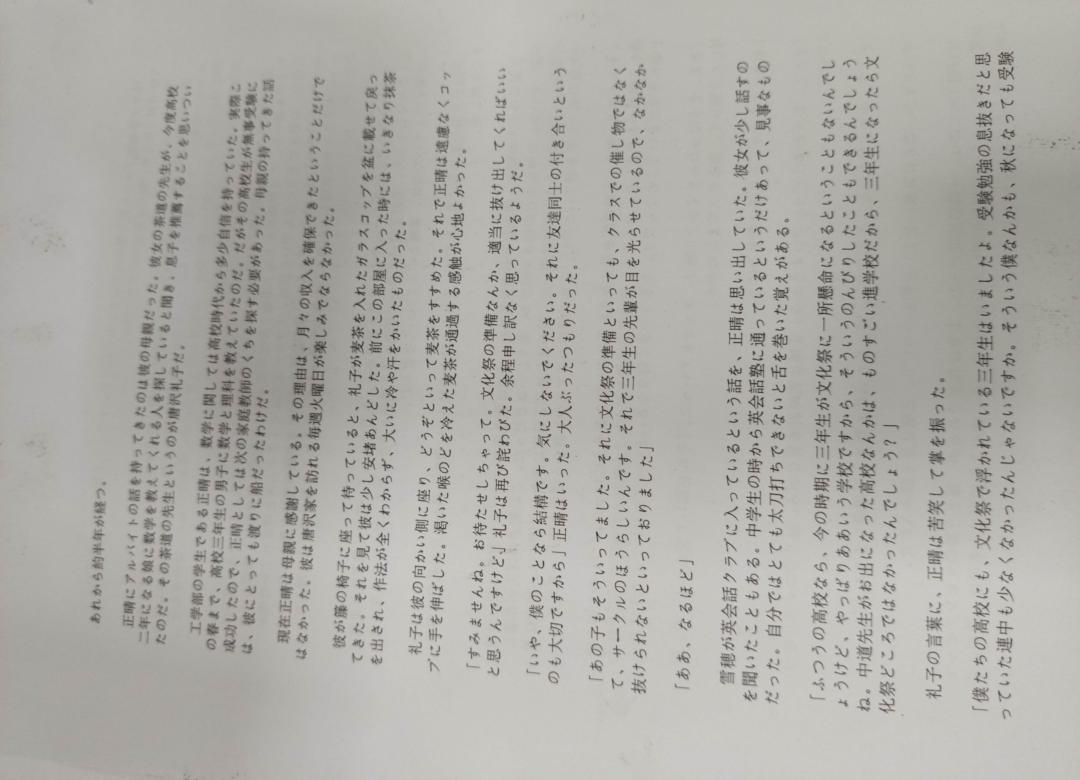 あれから約半年が経つ。
正晴にアルバイトの話を持ってきたのは彼の母親だった。彼女の茶道の先生が、今度高校
二年になる娘に数学を教えてくれる人を探していると聞き、息子を推薦することを思いつい
たのだ。その茶道の先生というのが唐沢礼子だ。
工学部の学生である正晴は、数学に関しては高校時代から多少自信を持っていた。実際こ
の春まで、高校三年生の男子に数学と理科を教えていたのだ。だがその高校生が無事受験に
成功したので、正晴としては次の家庭教師のくちを探す必要があった。母親の持ってきた話
は、彼にとっても渡りに船だったわけだ。
現在正晴は母親に感謝している。その理由は、月々の収入を確保できたということだけで
はなかった。彼は唐沢家を訪れる毎週火曜日が楽しみでならなかった。
彼が籐の椅子に座って待っていると、礼子が麦茶を入れたガラスコップを盆に載せて戻っ
てきた。それを見て彼は少し安堵あんどした。前にこの部屋に入った時には、いきなり抹茶
を出され、作法が全くわからず、大いに冷や汗をかいたものだった。
礼子は彼の向かい側に座り、どうぞといって麦茶をすすめた。それで正晴は遠慮なくコッ
プに手を伸ばした。渇いた喉のどを冷えた麦茶が通過する感触が心地よかった。
「すみませんね。お待たせしちゃって。文化祭の準備なんか、適当に抜け出してくればいい
と思うんですけど」礼子は再び詫わびた。余程申し訳なく思っているようだ。
「いや、僕のことなら結構です。気にしないでください。それに友達同士の付き合いという
のも大切ですから」正晴はいった。大人ぶったつもりだった。
「あの子もそういってました。それに文化祭の準備といっても、クラスでの催し物ではなく
て、サークルのほうらしいんです。それで三年生の先輩が目を光らせているので、なかなか
抜けられないといっておりました」
「ああ、なるほど」
雪穂が英会話クラブに入っているという話を、正晴は思い出していた。彼女が少し話すの
を聞いたこともある。中学生の時から英会話塾に通っているというだけあって、見事なもの
だった。自分ではとても太刀打ちできないと舌を巻いた覚えがある。
「ふつうの高校なら、今の時期に三年生が文化祭に一所懸命になるということもないんでし
ょうけど、やっぱりああいう学校ですから、そういうのんびりしたこともできるんでしょう
ね。中道先生がお出になった高校なんかは、ものすごい進学校だから、三年生になったら文
化祭どころではなかったんでしょう？」
礼子の言葉に、正晴は苦笑して掌を振った。
「僕たちの高校にも、文化祭で浮かれている三年生はいましたよ。受験勉強の息抜きだと思
っていた連中も少なくなかったんじゃないですか。そういう僕なんかも、秋になっても受験